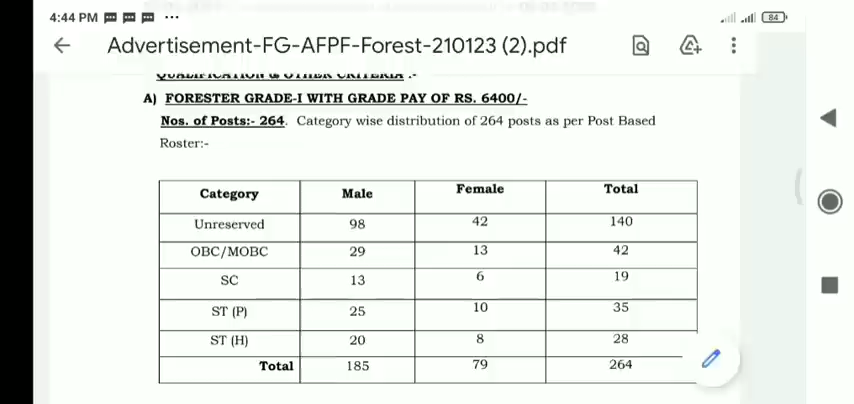 4:44 PM
84
Advertisement-FG-AFPF-Forest-210123 (2).pdf
QUALIFICATION & OTHER CRITERIA :-
A) FORESTER GRADE-I WITH GRADE PAY OF RS. 6400/-
Nos. of Posts:- 264. Category wise distribution of 264 posts as per Post Based
Roster:-
Category Male Female Total
Unreserved 98 42 140
OBC/MOBC 29 13 42
SC 13 6 19
ST (P) 25 10 35
ST (H) 20 8 28
Total 185 79 264